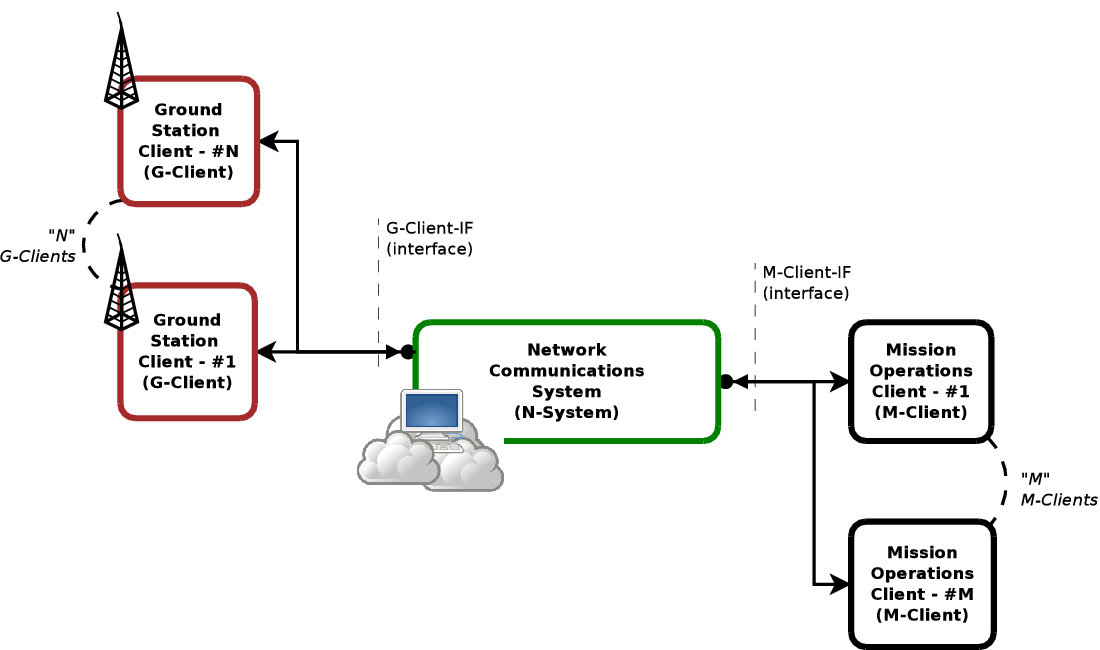 Ground
Station
Client - #N
(G-Client)
"N"
G-Clients
Ground
Station
Client - #1
(G-Client)
G-Client-IF
(interface)
Network
Communications
System
(N-System)
M-Client-IF
(interface)
Mission
Operations
Client - #1
(M-Client)
"M"
M-Clients
Mission
Operations
Client - #M
(M-Client)